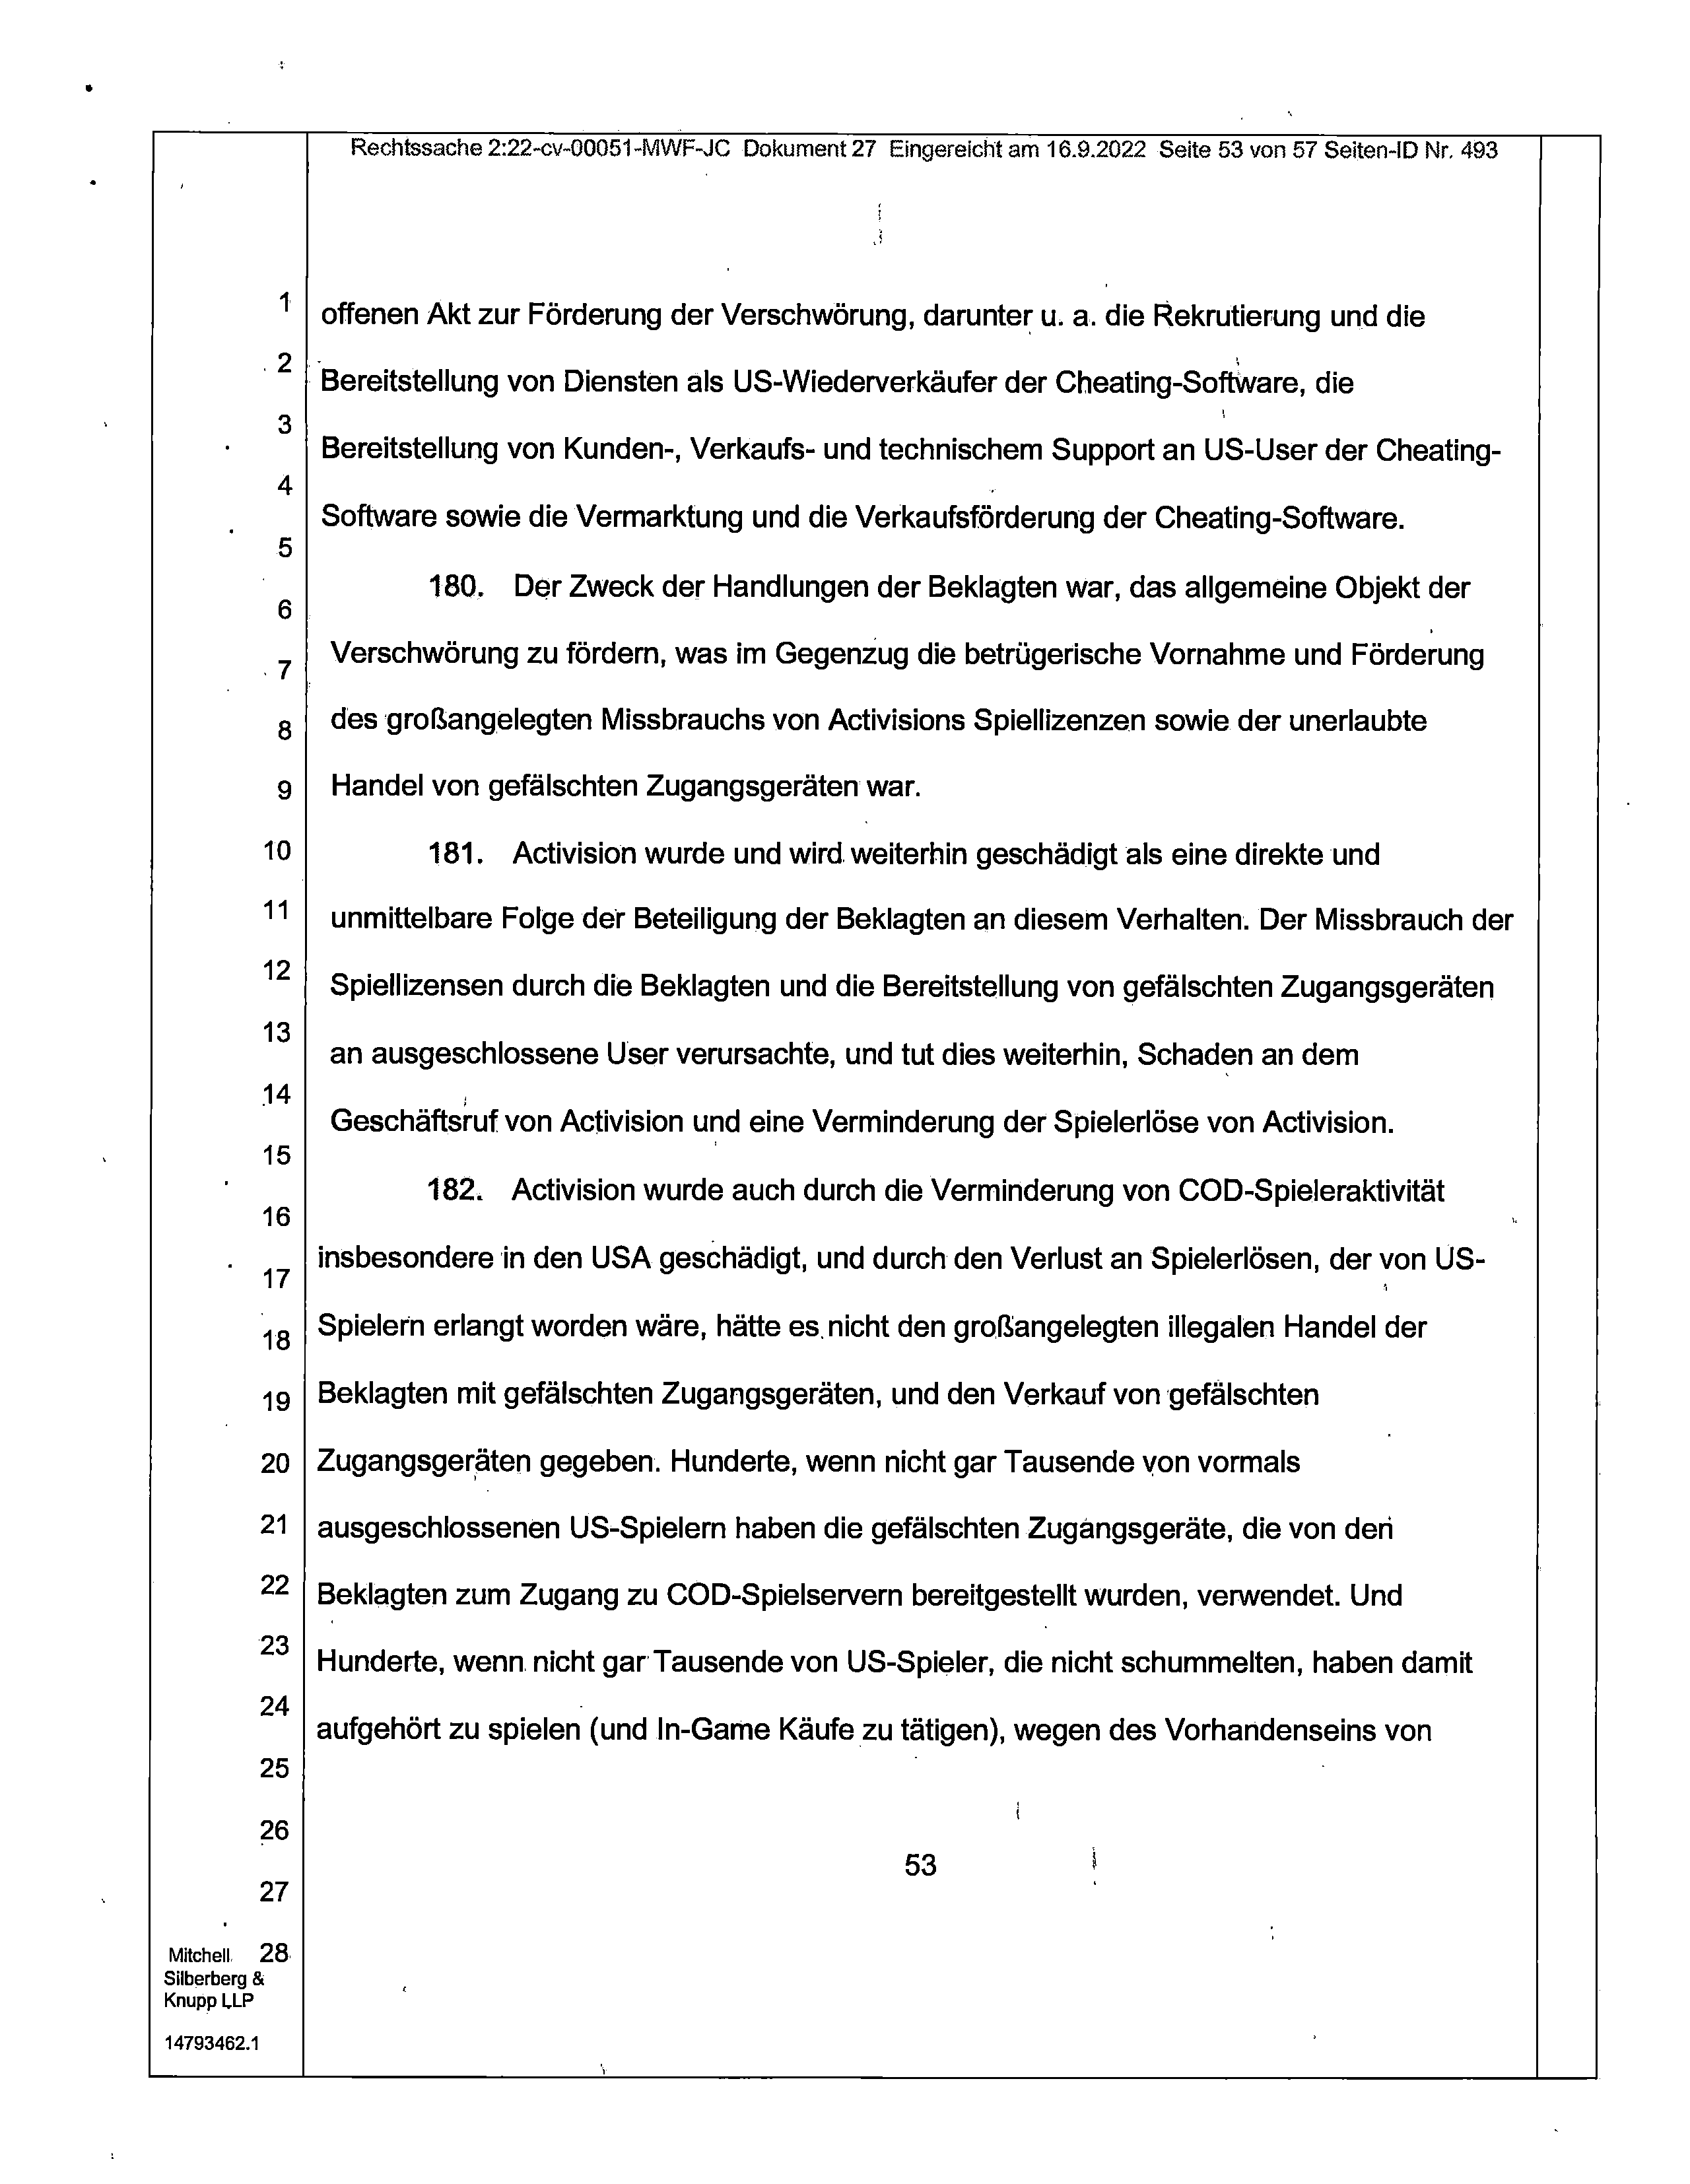 Rechtssache 2:22-cv-00051-MWF-JC Dokument 27 Eingereicht am 16.9.2022 Seite 53 von 57 Seiten-ID Nr. 493
1
offenen Akt zur Förderung der Verschwörung, darunter u. a. die Rekrutierung und die
2
Bereitstellung von Diensten als US-Wiederverkäufer der Cheating-Software, die
3
Bereitstellung von Kunden-, Verkaufs- und technischem Support an US-User der Cheating-
4
Software sowie die Vermarktung und die Verkaufsförderung der Cheating-Software.
5
180. Der Zweck der Handlungen der Beklagten war, das allgemeine Objekt der
6
Verschwörung zu fördern, was im Gegenzug die betrügerische Vornahme und Förderung
7
des großangelegten Missbrauchs von Activisions Spiellizenzen sowie der unerlaubte
8
Handel von gefälschten Zugangsgeräten war.
9
10
181. Activision wurde und wird weiterhin geschädigt als eine direkte und
11
unmittelbare Folge der Beteiligung der Beklagten an diesem Verhalten. Der Missbrauch der
12
Spiellizensen durch die Beklagten und die Bereitstellung von gefälschten Zugangsgeräten
13
an ausgeschlossene User verursachte, und tut dies weiterhin, Schaden an dem
14
Geschäftsruf von Activision und eine Verminderung der Spielerlöse von Activision.
15
182. Activision wurde auch durch die Verminderung von COD-Spieleraktivität
16
insbesondere in den USA geschädigt, und durch den Verlust an Spielerlösen, der von US-
17
Spielern erlangt worden wäre, hätte es nicht den großangelegten illegalen Handel der
18
Beklagten mit gefälschten Zugangsgeräten, und den Verkauf von gefälschten
19
Zugangsgeräten gegeben. Hunderte, wenn nicht gar Tausende von vormals
20
ausgeschlossenen US-Spielern haben die gefälschten Zugangsgeräte, die von den
21
Beklagten zum Zugang zu COD-Spielservern bereitgestellt wurden, verwendet. Und
22
23
Hunderte, wenn nicht gar Tausende von US-Spieler, die nicht schummelten, haben damit
24
aufgehört zu spielen (und In-Game Käufe zu tätigen), wegen des Vorhandenseins von
25
26
53
27
28
Mitchell
Silberberg &
Knupp LLP
14793462.1